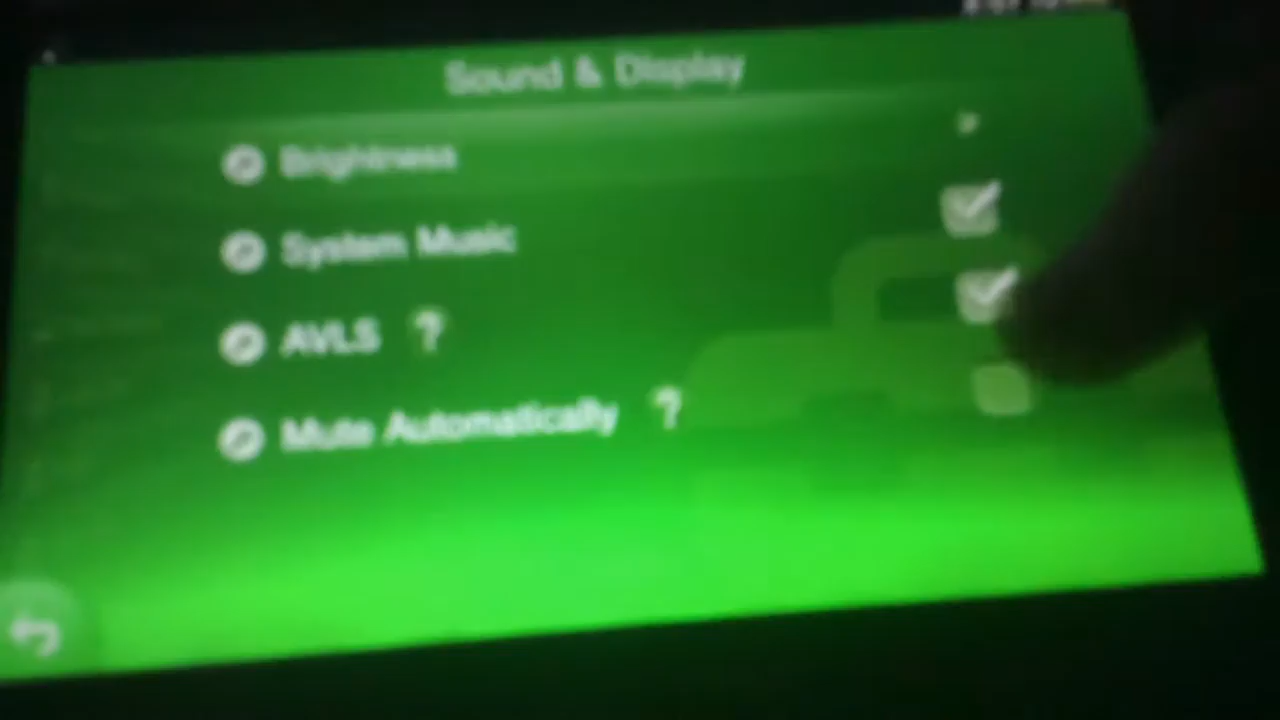 Sound & Display
Brightness
System Music
AVLS ?
Mute Automatically ?